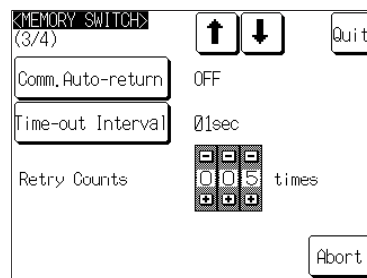 <MEMORY SWITCH>
(3/4) Quit
Comm.Auto-return OFF
Time-out Interval 01sec
Retry Counts 005 times
Abort